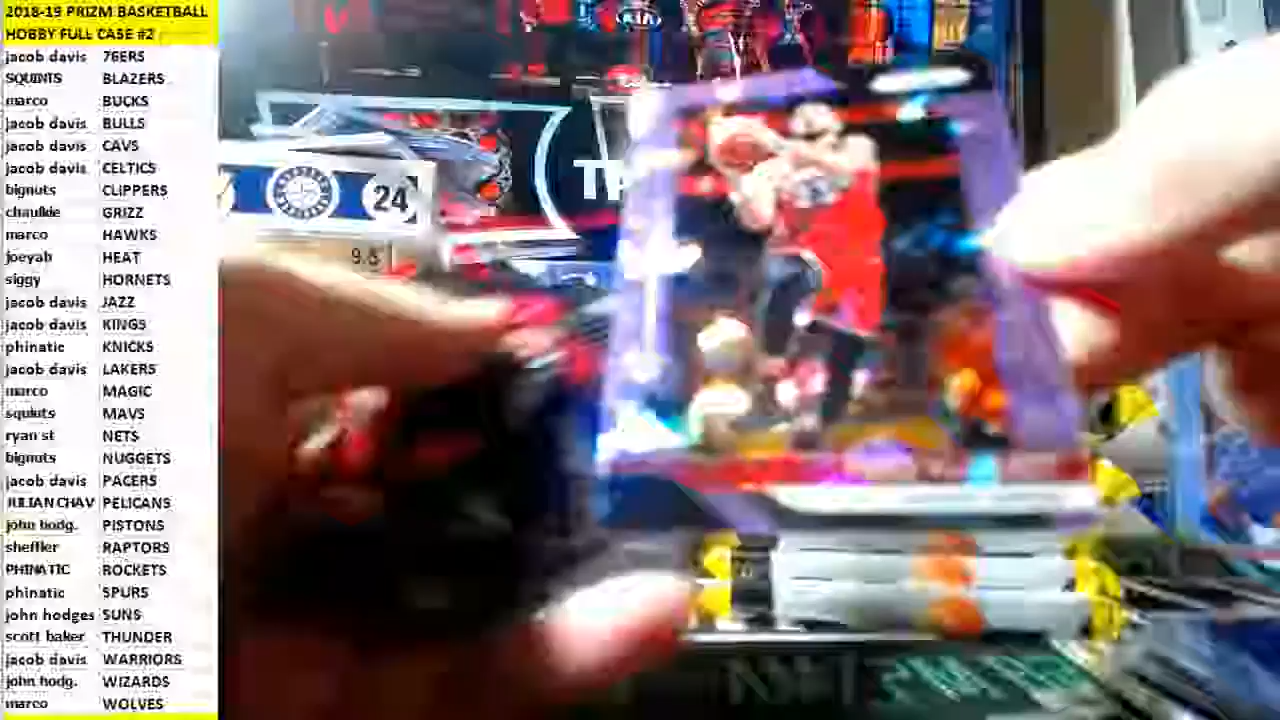 2018-19 PRIZM BASKETBALL
HOBBY FULL CASE #2
jacob davis 76ERS
SQUINTS BLAZERS
marco BUCKS
jacob davis BULLS
jacob davis CAVS
jacob davis CELTICS
bignuts CLIPPERS
chaulkie GRIZZ
marco HAWKS
joeyah HEAT
siggy HORNETS
jacob davis JAZZ
jacob davis KINGS
phinatic KNICKS
jacob davis LAKERS
marco MAGIC
squints MAVS
ryan st NETS
bignuts NUGGETS
jacob davis PACERS
JULIAN CHAV PELICANS
john hodg. PISTONS
sheffler RAPTORS
PHINATIC ROCKETS
phinatic SPURS
john hodges SUNS
scott baker THUNDER
jacob davis WARRIORS
john hodg. WIZARDS
marco WOLVES
KIA
24